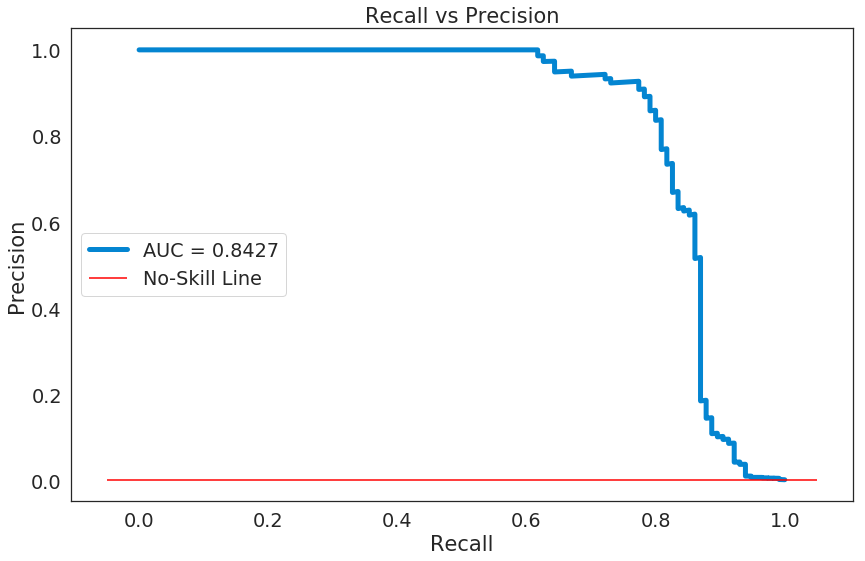 Recall vs Precision
1.0
0.8
0.6
0.4
0.2
0.0
Precision
AUC = 0.8427
No-Skill Line
0.0 0.2 0.4 0.6 0.8 1.0
Recall